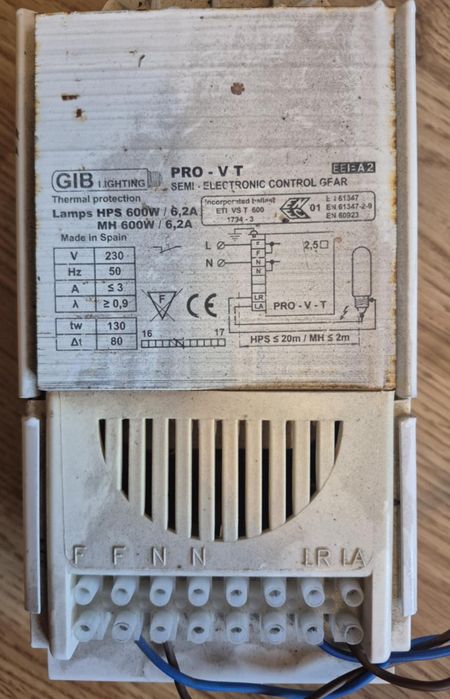 GIB LIGHTING
PRO - V T
EEI=A2
SEMI - ELECTRONIC CONTROL GEAR
Thermal protection
Lamps HPS 600W / 6,2A
MH 600W / 6,2A
Made in Spain
Incorporated ballast
ETI VS T 600
1734 - 3
01
61347
EN 61347-2-9
EN 60923
V 230
Hz 50
A ≤ 3
λ ≥ 0,9
tw 130
Δt 80
F
CE
16 17
L
N
F
F
N
N
LR
LA
2,5
PRO - V - T
HPS ≤ 20m / MH ≤ 2m
F F N N LR LA